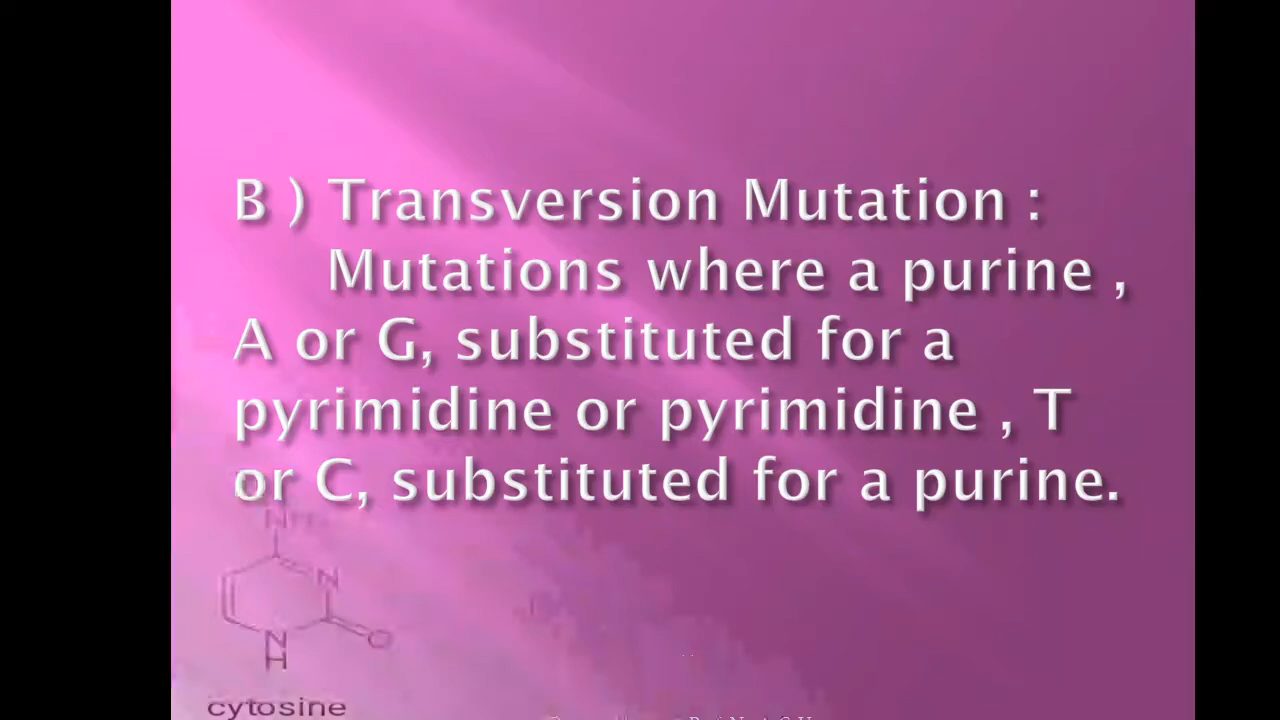 B ) Transversion Mutation :
Mutations where a purine ,
A or G, substituted for a
pyrimidine or pyrimidine , T
or C, substituted for a purine.
N
N
O
N
H
cytosine